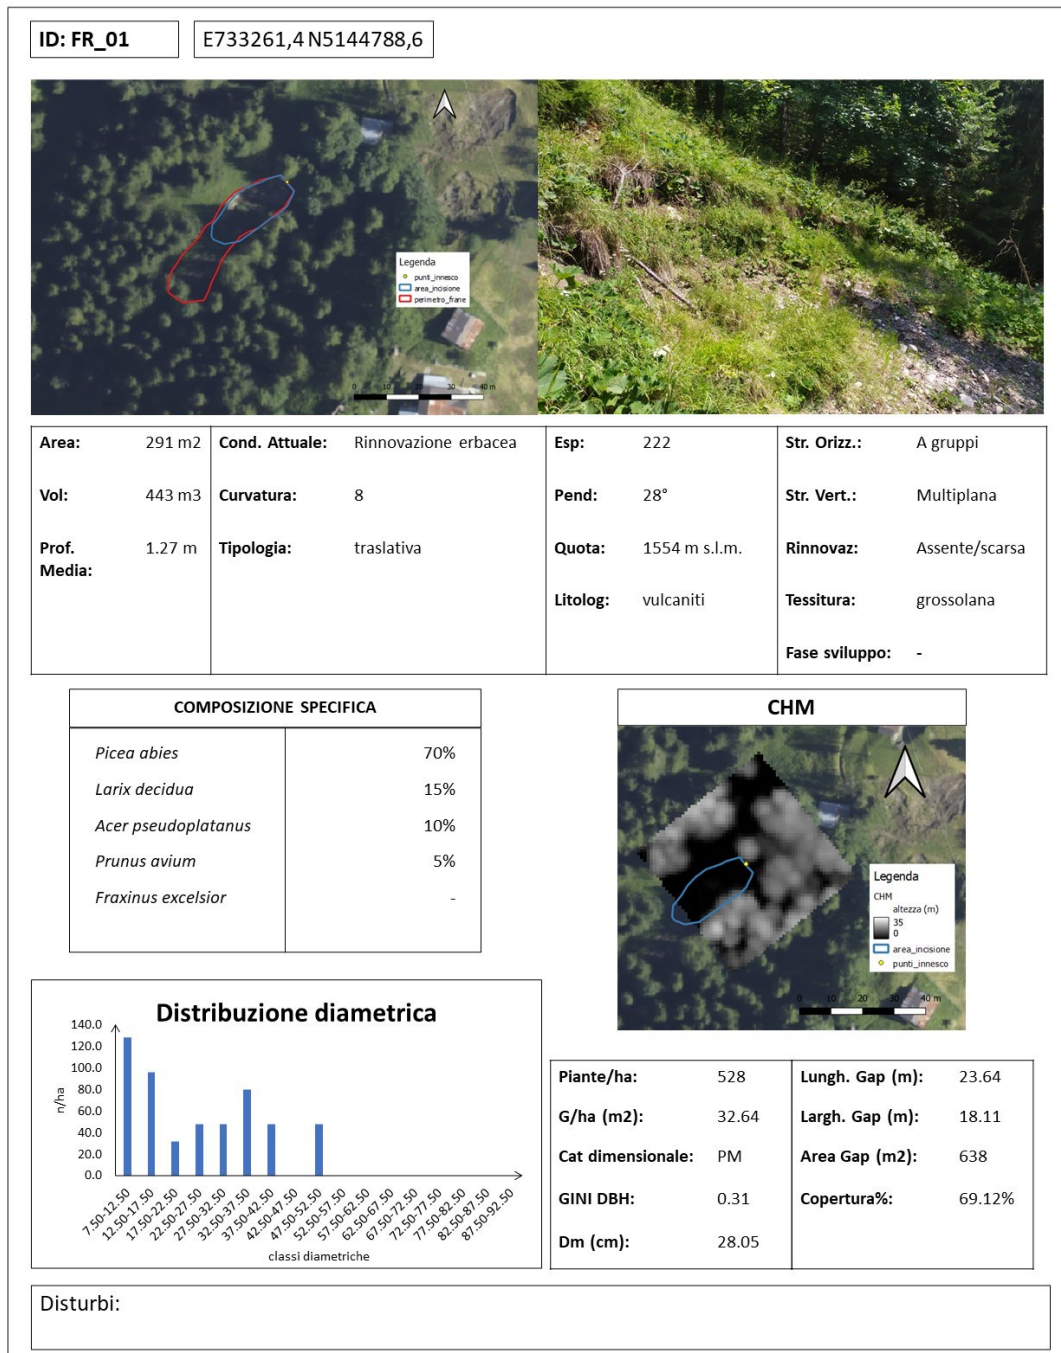 ID: FR_01
E733261,4 N5144788,6
Legenda
punti_innesco
area_incisione
perimetro_frane
0 10 20 30 40 m
Area: 291 m2
Vol: 443 m3
Prof. Media: 1.27 m
Cond. Attuale: Rinnovazione erbacea
Curvatura: 8
Tipologia: traslativa
Esp: 222
Pend: 28°
Quota: 1554 m s.l.m.
Litolog: vulcaniti
Str. Orizz.: A gruppi
Str. Vert.: Multiplana
Rinnovaz: Assente/scarsa
Tessitura: grossolana
Fase sviluppo: -
COMPOSIZIONE SPECIFICA
Picea abies 70%
Larix decidua 15%
Acer pseudoplatanus 10%
Prunus avium 5%
Fraxinus excelsior -
CHM
Legenda
CHM
altezza (m)
35
0
area_incisione
punti_innesco
0 10 20 30 40 m
Distribuzione diametrica
140.0
120.0
100.0
80.0
60.0
40.0
20.0
0.0
n/ha
7.50-12.50
12.50-17.50
17.50-22.50
22.50-27.50
27.50-32.50
32.50-37.50
37.50-42.50
42.50-47.50
47.50-52.50
52.50-57.50
57.50-62.50
62.50-67.50
67.50-72.50
72.50-77.50
77.50-82.50
82.50-87.50
87.50-92.50
classi diametriche
Piante/ha: 528
G/ha (m2): 32.64
Cat dimensionale: PM
GINI DBH: 0.31
Dm (cm): 28.05
Lungh. Gap (m): 23.64
Largh. Gap (m): 18.11
Area Gap (m2): 638
Copertura%: 69.12%
Disturbi: